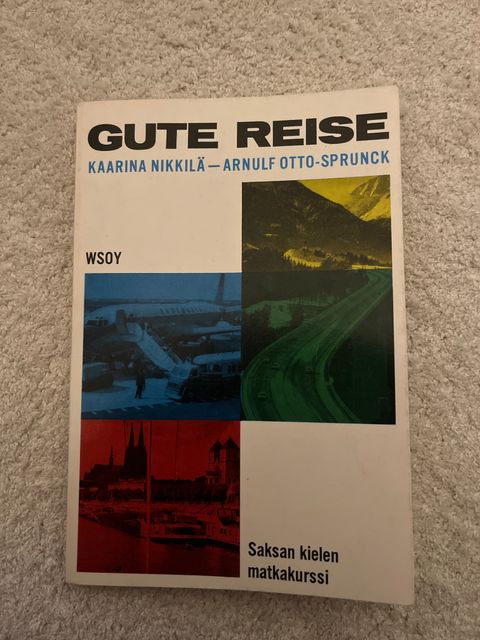 GUTE REISE
KAARINA NIKKILÄ — ARNULF OTTO-SPRUNCK
WSOY
Saksan kielen
matkakurssi